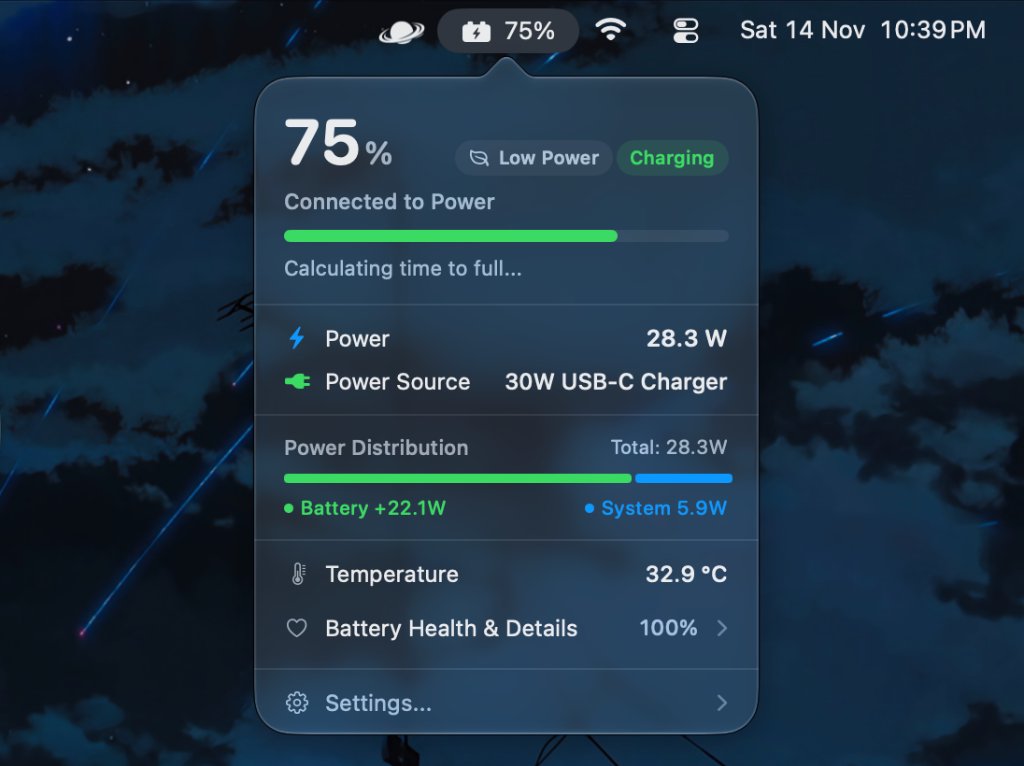 75% Sat 14 Nov 10:39 PM
75%
Low Power Charging
Connected to Power
Calculating time to full...
Power 28.3 W
Power Source 30W USB-C Charger
Power Distribution Total: 28.3W
Battery +22.1W System 5.9W
Temperature 32.9 °C
Battery Health & Details 100%
Settings...